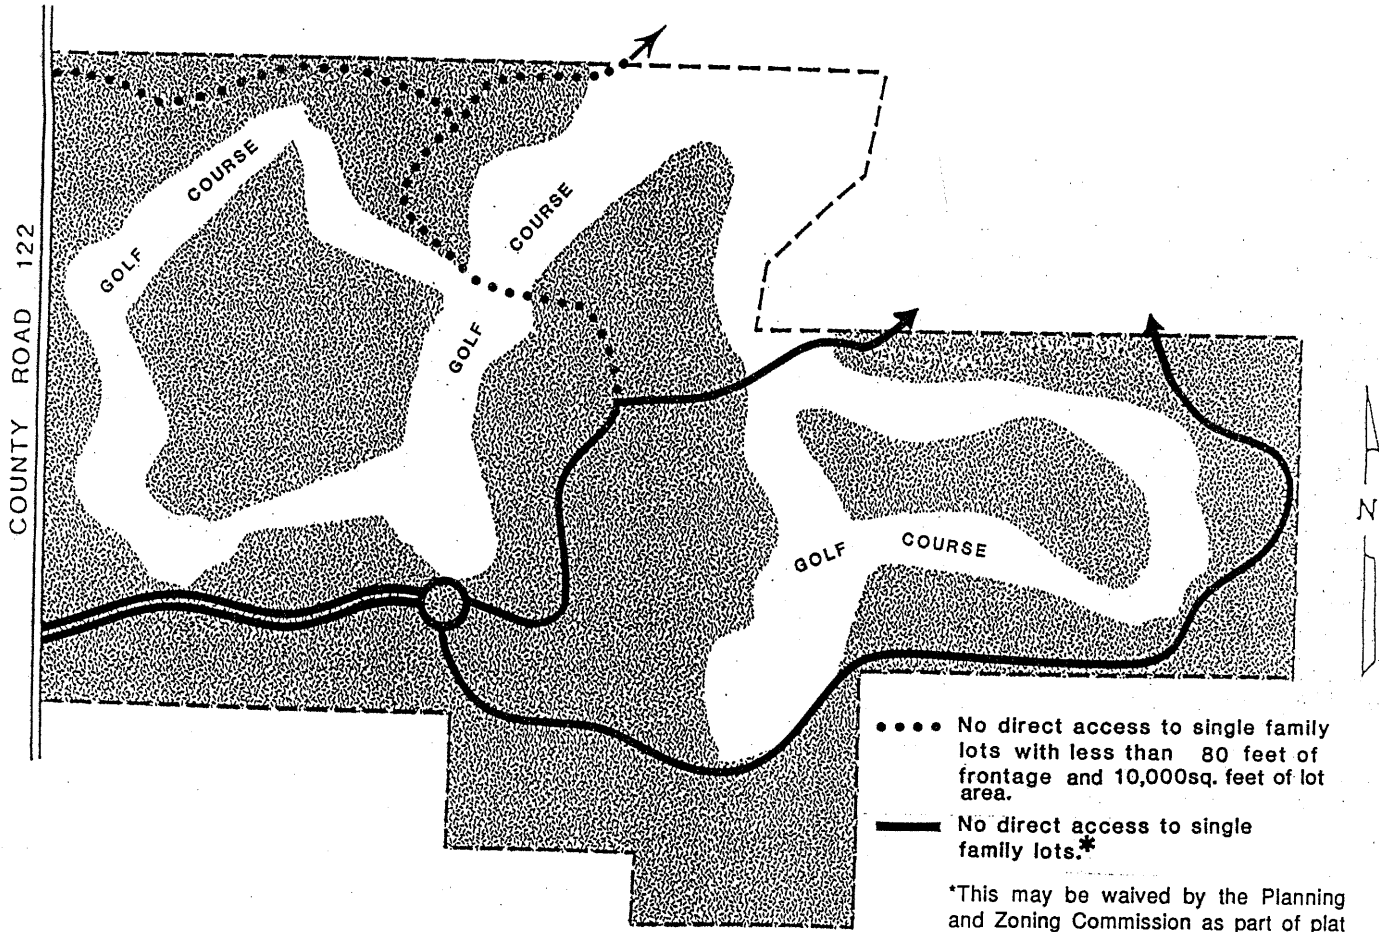 COURSE
GOLF
COURSE
GOLF
COUNTY ROAD 122
GOLF
COURSE
N
No direct access to single family
lots with less than 80 feet of
frontage and 10,000sq. feet of lot
area.
No direct access to single
family lots.*
*This may be waived by the Planning
and Zoning Commission as part of plat